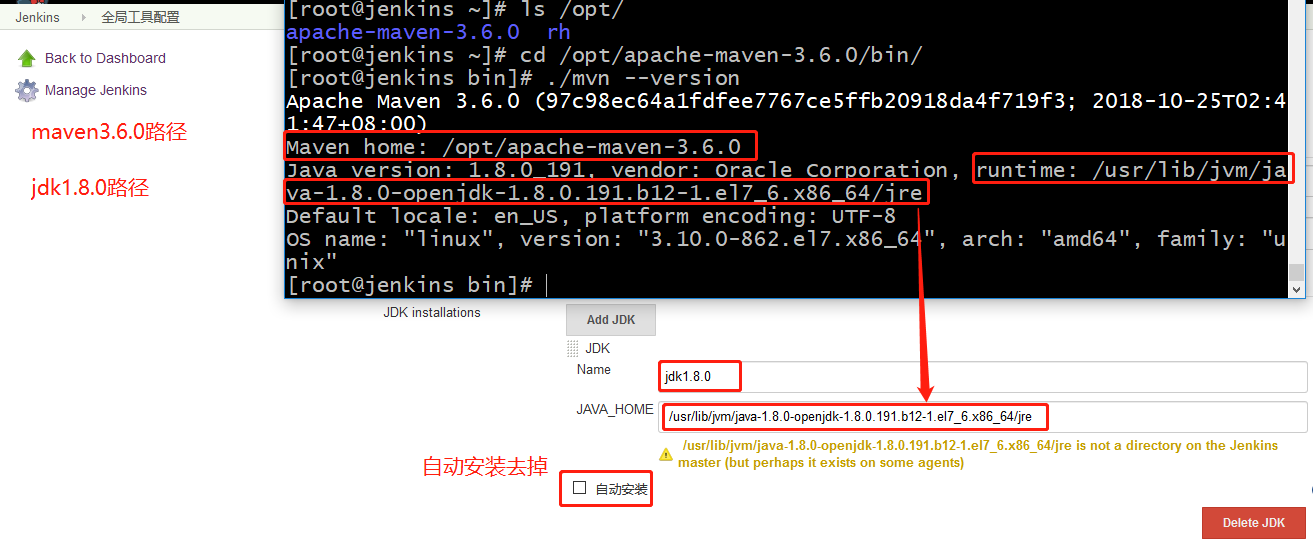 Jenkins 全局工具配置
Back to Dashboard
Manage Jenkins
maven3.6.0路径
jdk1.8.0路径
[root@jenkins ~]# ls /opt/
apache-maven-3.6.0 rh
[root@jenkins ~]# cd /opt/apache-maven-3.6.0/bin/
[root@jenkins bin]# ./mvn --version
Apache Maven 3.6.0 (97c98ec64a1fdfee7767ce5ffb20918da4f719f3; 2018-10-25T02:4
1:47+08:00)
Maven home: /opt/apache-maven-3.6.0
Java version: 1.8.0_191, vendor: Oracle Corporation, runtime: /usr/lib/jvm/ja
va-1.8.0-openjdk-1.8.0.191.b12-1.el7_6.x86_64/jre
Default locale: en_US, platform encoding: UTF-8
OS name: "linux", version: "3.10.0-862.el7.x86_64", arch: "amd64", family: "u
nix"
[root@jenkins bin]#
JDK installations
Add JDK
JDK
Name
jdk1.8.0
JAVA_HOME
/usr/lib/jvm/java-1.8.0-openjdk-1.8.0.191.b12-1.el7_6.x86_64/jre
/usr/lib/jvm/java-1.8.0-openjdk-1.8.0.191.b12-1.el7_6.x86_64/jre is not a directory on the Jenkins
master (but perhaps it exists on some agents)
自动安装去掉
自动安装
Delete JDK